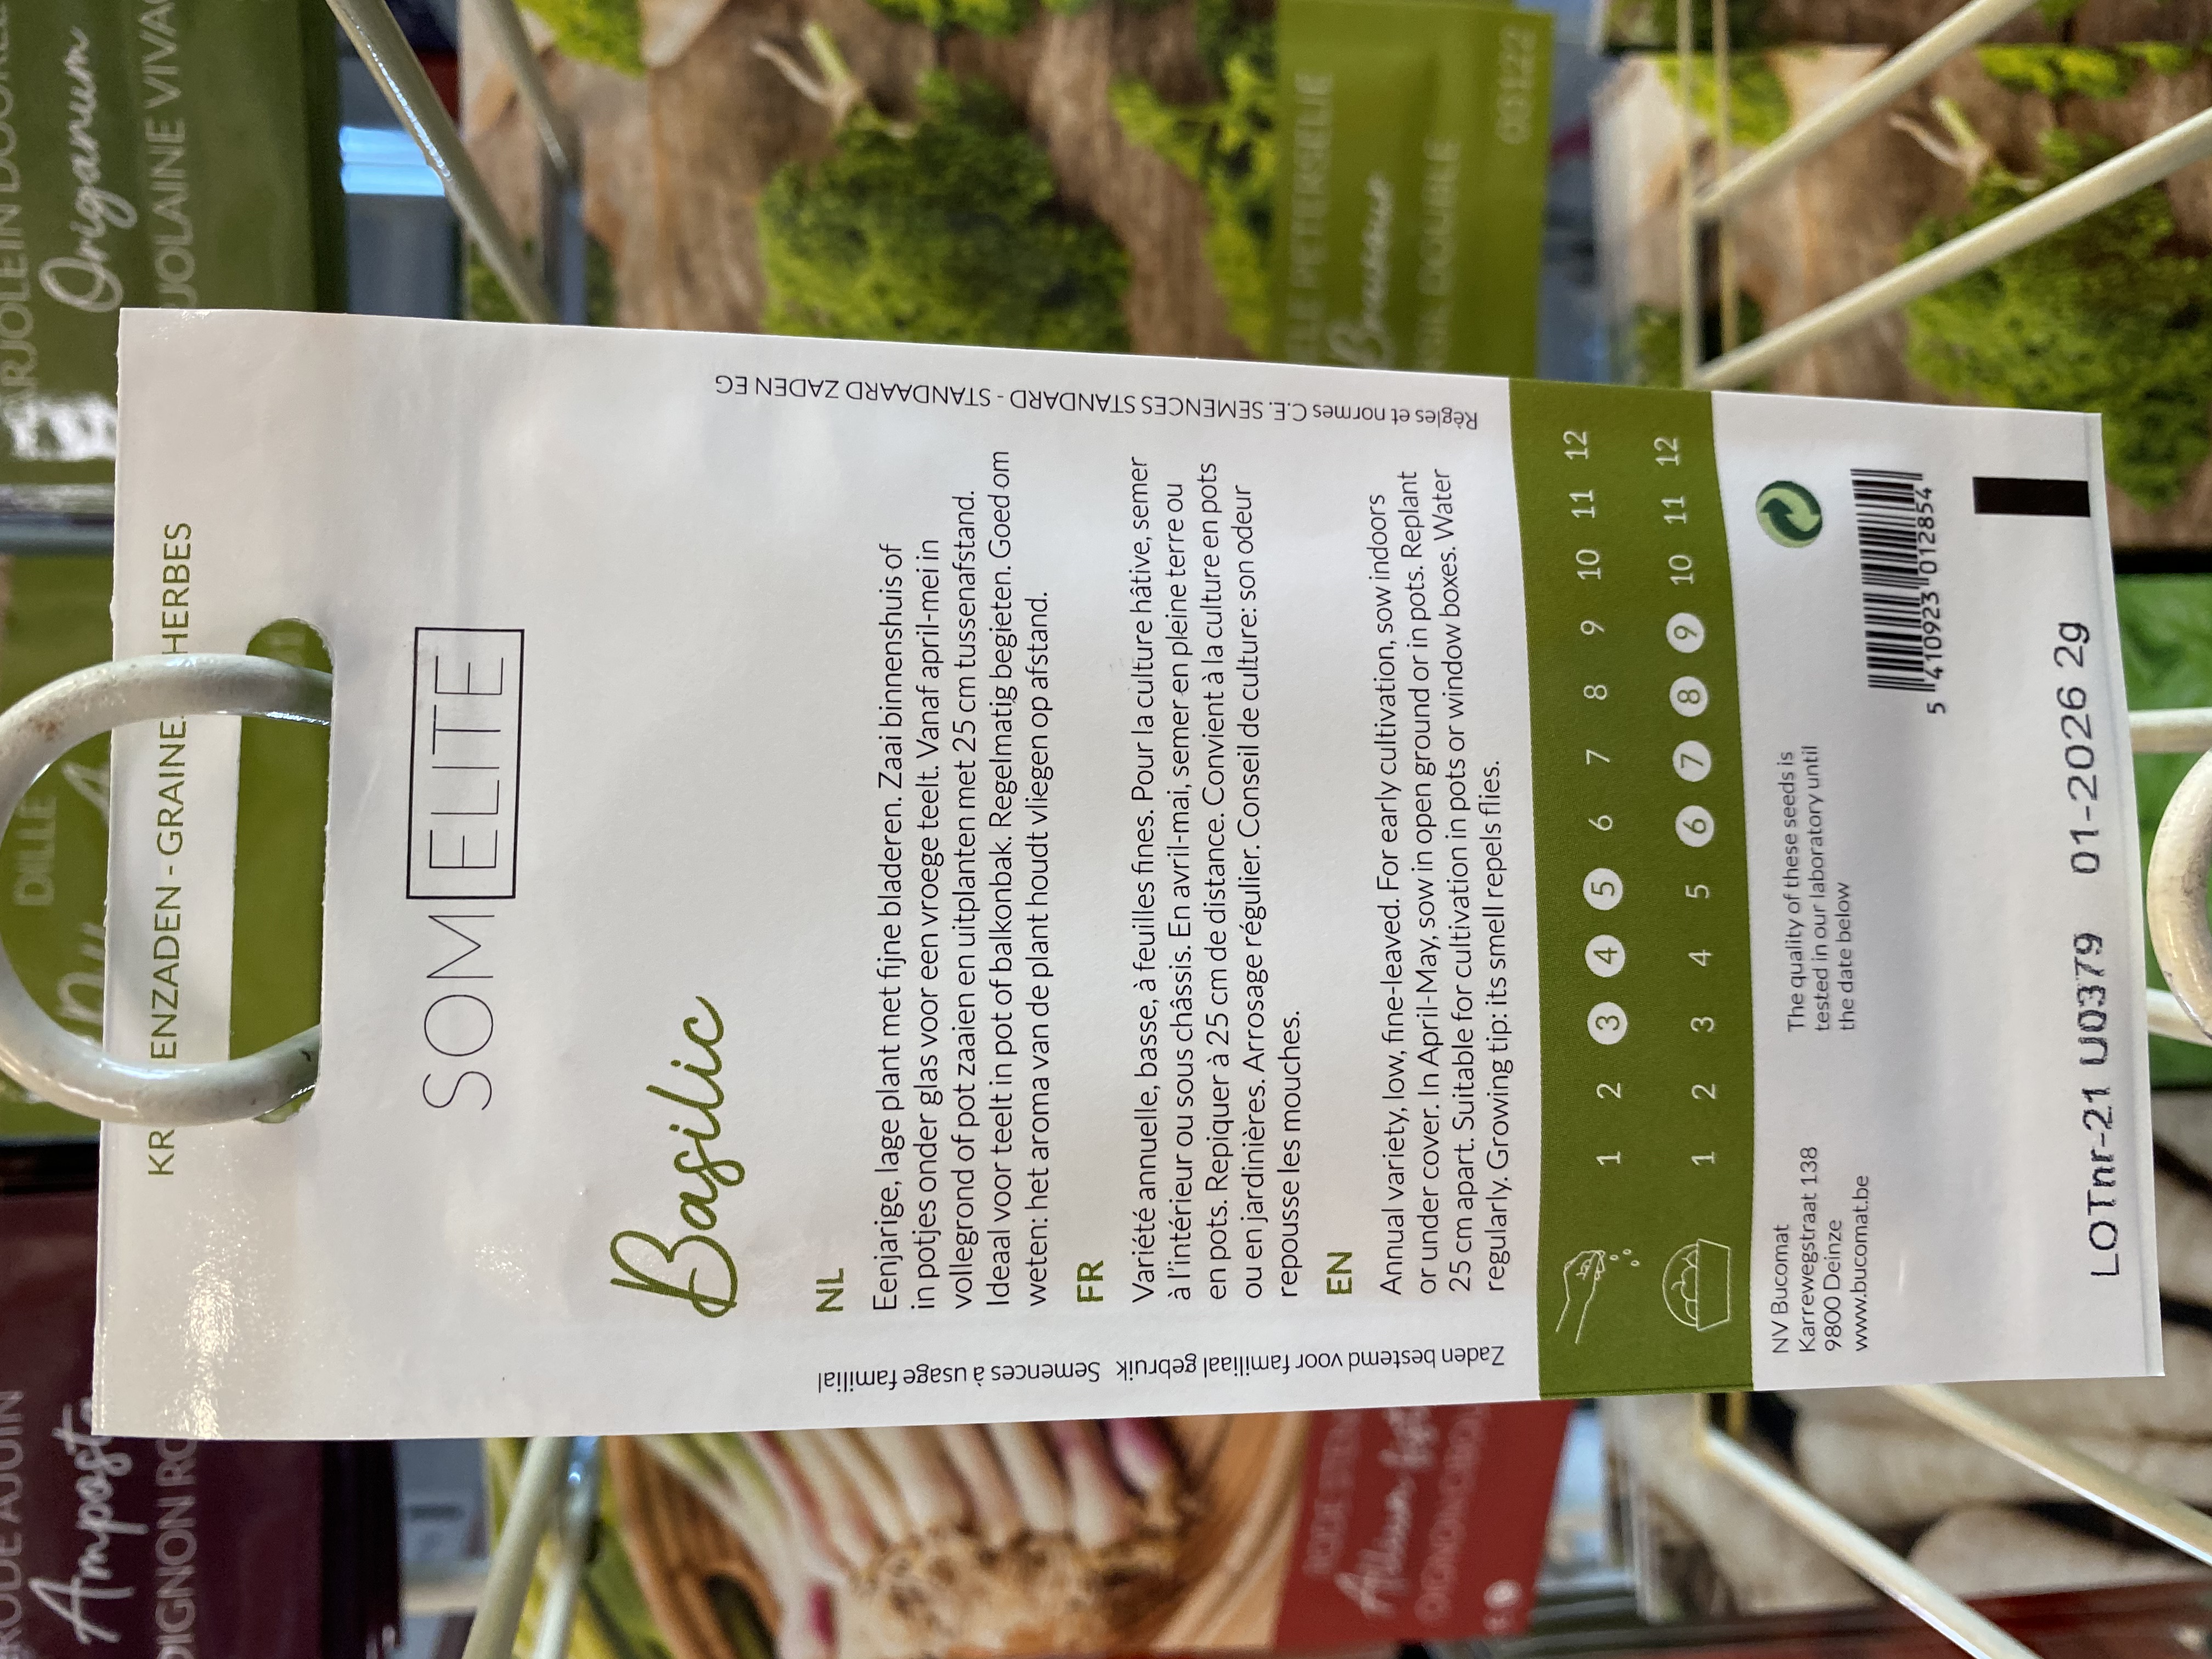 KR ENZADEN - GRAINE HERBES
SOM ELITE
Basilic
NL
Eenjarige, lage plant met fijne bladeren. Zaai binnenshuis of
in potjes onder glas voor een vroege teelt. Vanaf april-mei in
vollegrond of pot zaaien en uitplanten met 25 cm tussenafstand.
Ideaal voor teelt in pot of balkonbak. Regelmatig begieten. Goed om
weten: het aroma van de plant houdt vliegen op afstand.
FR
Variété annuelle, basse, à feuilles fines. Pour la culture hâtive, semer
à l'intérieur ou sous châssis. En avril-mai, semer en pleine terre ou
en pots. Repiquer à 25 cm de distance. Convient à la culture en pots
ou en jardinières. Arrosage régulier. Conseil de culture: son odeur
repousse les mouches.
EN
Annual variety, low, fine-leaved. For early cultivation, sow indoors
or under cover. In April-May, sow in open ground or in pots. Replant
25 cm apart. Suitable for cultivation in pots or window boxes. Water
regularly. Growing tip: its smell repels flies.
Zaden bestemd voor familiaal gebruik Semences à usage familial
Règles et normes C.E. SEMENCES STANDARD - STANDAARD ZADEN EG
1 2 3 4 5 6 7 8 9 10 11 12
1 2 3 4 5 6 7 8 9 10 11 12
NV Bucomat
Karrewegstraat 138
9800 Deinze
www.bucomat.be
The quality of these seeds is
tested in our laboratory until
the date below
5 410923 012854
LOTnr-21 U0379 01-2026 2g
Origanum
DILLE
PETERSELIE
DOUBLE
00122
AJUIN